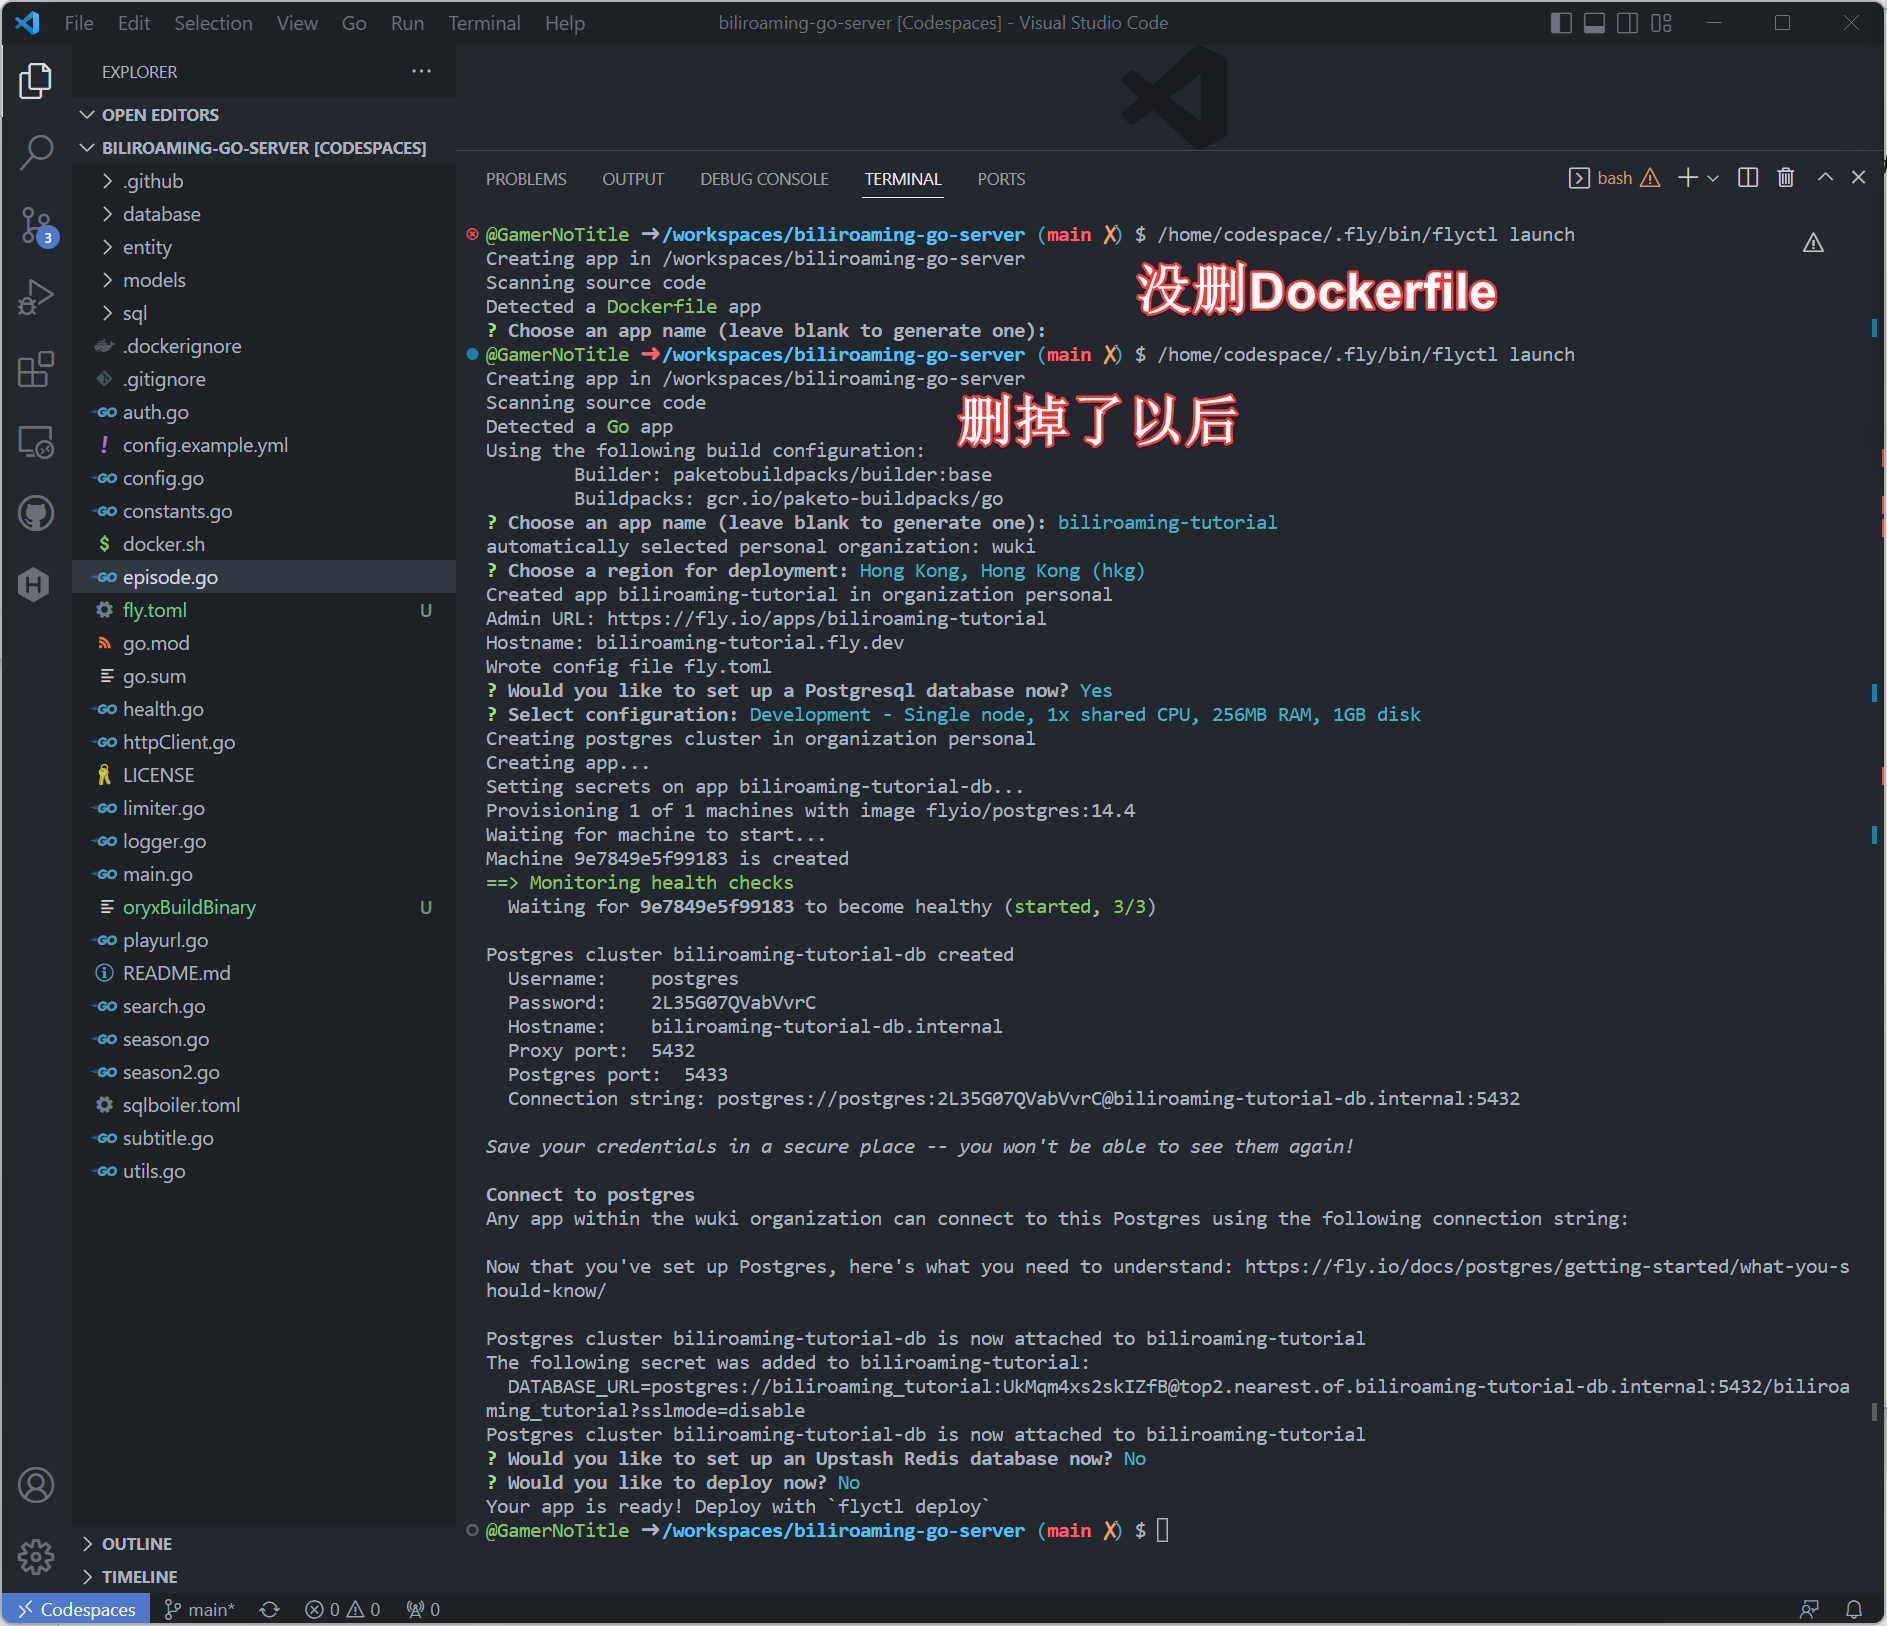 File Edit Selection View Go Run Terminal Help
biliroaming-go-server [Codespaces] - Visual Studio Code
EXPLORER
OPEN EDITORS
BILIROAMING-GO-SERVER [CODESPACES]
.github
database
entity
models
sql
.dockerignore
.gitignore
auth.go
config.example.yml
config.go
constants.go
docker.sh
episode.go
fly.toml U
go.mod
go.sum
health.go
httpClient.go
LICENSE
limiter.go
logger.go
main.go
oryxBuildBinary U
playurl.go
README.md
search.go
season.go
season2.go
sqlboiler.toml
subtitle.go
utils.go
OUTLINE
TIMELINE
3
PROBLEMS OUTPUT DEBUG CONSOLE TERMINAL PORTS
bash
@GamerNoTitle ➜/workspaces/biliroaming-go-server (main ✗) $ /home/codespace/.fly/bin/flyctl launch
Creating app in /workspaces/biliroaming-go-server
Scanning source code
Detected a Dockerfile app
没删Dockerfile
? Choose an app name (leave blank to generate one):
@GamerNoTitle ➜/workspaces/biliroaming-go-server (main ✗) $ /home/codespace/.fly/bin/flyctl launch
Creating app in /workspaces/biliroaming-go-server
Scanning source code
删掉了以后
Detected a Go app
Using the following build configuration:
Builder: paketobuildpacks/builder:base
Buildpacks: gcr.io/paketo-buildpacks/go
? Choose an app name (leave blank to generate one): biliroaming-tutorial
automatically selected personal organization: wuki
? Choose a region for deployment: Hong Kong, Hong Kong (hkg)
Created app biliroaming-tutorial in organization personal
Admin URL: https://fly.io/apps/biliroaming-tutorial
Hostname: biliroaming-tutorial.fly.dev
Wrote config file fly.toml
? Would you like to set up a Postgresql database now? Yes
? Select configuration: Development - Single node, 1x shared CPU, 256MB RAM, 1GB disk
Creating postgres cluster in organization personal
Creating app...
Setting secrets on app biliroaming-tutorial-db...
Provisioning 1 of 1 machines with image flyio/postgres:14.4
Waiting for machine to start...
Machine 9e7849e5f99183 is created
==> Monitoring health checks
Waiting for 9e7849e5f99183 to become healthy (started, 3/3)
Postgres cluster biliroaming-tutorial-db created
Username: postgres
Password: 2L35G07QVabVvrC
Hostname: biliroaming-tutorial-db.internal
Proxy port: 5432
Postgres port: 5433
Connection string: postgres://postgres:2L35G07QVabVvrC@biliroaming-tutorial-db.internal:5432
Save your credentials in a secure place -- you won't be able to see them again!
Connect to postgres
Any app within the wuki organization can connect to this Postgres using the following connection string:
Now that you've set up Postgres, here's what you need to understand: https://fly.io/docs/postgres/getting-started/what-you-s
hould-know/
Postgres cluster biliroaming-tutorial-db is now attached to biliroaming-tutorial
The following secret was added to biliroaming-tutorial:
DATABASE_URL=postgres://biliroaming_tutorial:UkMqm4xs2skIZfB@top2.nearest.of.biliroaming-tutorial-db.internal:5432/biliroa
ming_tutorial?sslmode=disable
Postgres cluster biliroaming-tutorial-db is now attached to biliroaming-tutorial
? Would you like to set up an Upstash Redis database now? No
? Would you like to deploy now? No
Your app is ready! Deploy with `flyctl deploy`
@GamerNoTitle ➜/workspaces/biliroaming-go-server (main ✗) $
Codespaces main* 0 0 0